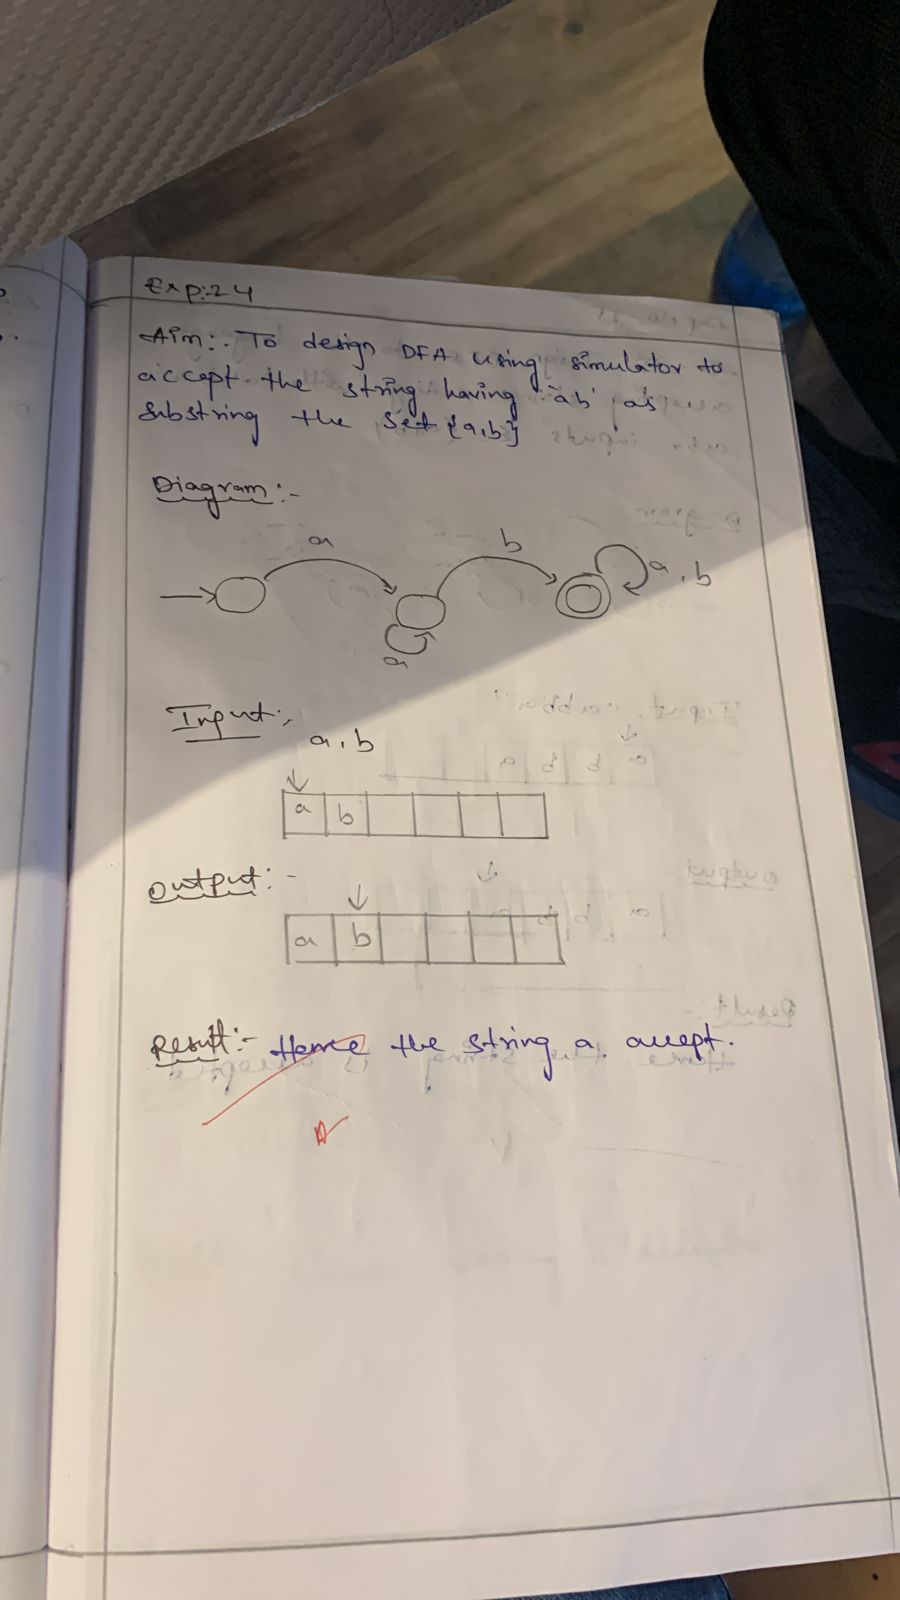 Exp:24
Aim:- To design DFA using simulator to
accept the string having 'ab' as
substring the set {a,b}
Diagram:-
a
b
a, b
a
Input:-
a, b
a b
Output:-
a b
Result:- Hence the string a accept.